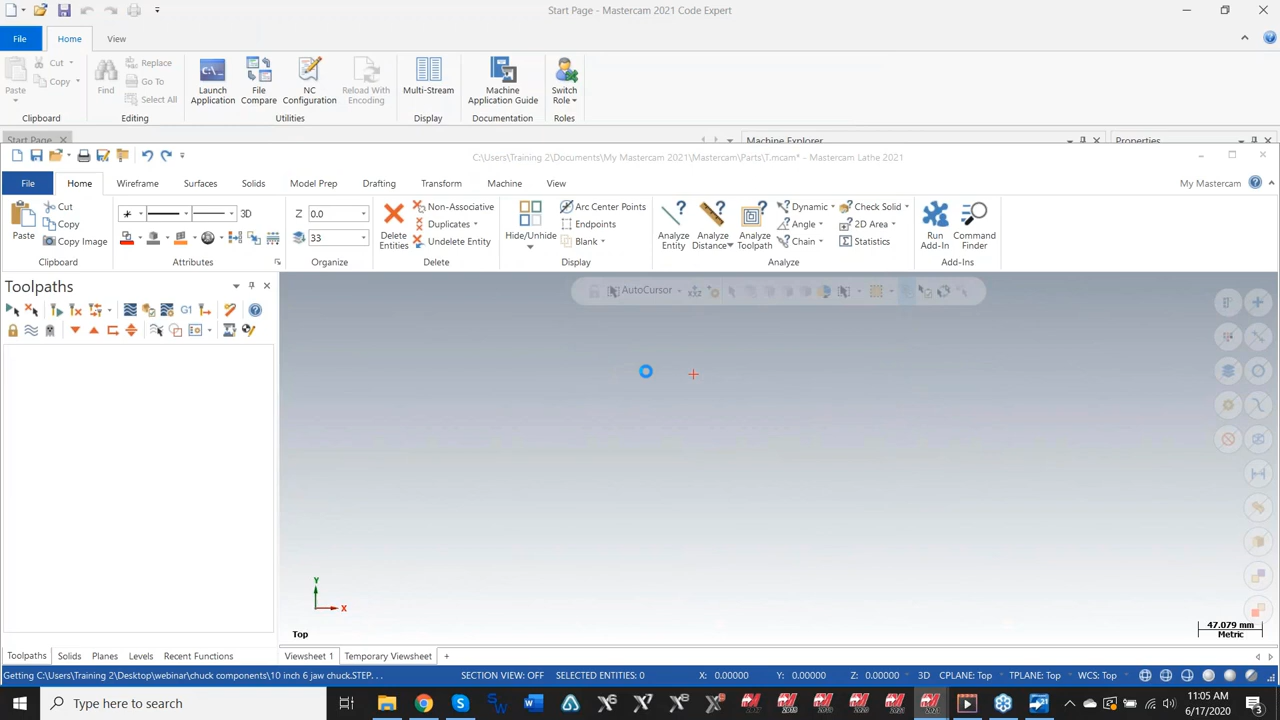 Start Page - Mastercam 2021 Code Expert
File Home View
Paste Cut Copy Find Replace Go To Select All
Launch Application File Compare NC Configuration Reload With Encoding Multi-Stream Machine Application Guide Switch Role
Clipboard Editing Utilities Display Documentation Roles
Start Page Machine Explorer Properties
C:\Users\Training 2\Documents\My Mastercam 2021\Mastercam\Parts\T.mcam* - Mastercam Lathe 2021
File Home Wireframe Surfaces Solids Model Prep Drafting Transform Machine View My Mastercam
Paste Cut Copy Copy Image
3D
Z 0.0
33
Delete Entities Non-Associative Duplicates Undelete Entity
Hide/Unhide Arc Center Points Endpoints Blank
Analyze Entity Analyze Distance Analyze Toolpath Dynamic Angle Chain Check Solid 2D Area Statistics
Run Add-In Command Finder
Clipboard Attributes Organize Delete Display Analyze Add-Ins
Toolpaths
AutoCursor
G1
Y
X
Top
47.079 mm
Metric
Toolpaths Solids Planes Levels Recent Functions Viewsheet 1 Temporary Viewsheet +
Getting C:\Users\Training 2\Desktop\webinar\chuck components\10 inch 6 jaw chuck.STEP. . . SECTION VIEW: OFF SELECTED ENTITIES: 0 X: 0.00000 Y: 0.00000 Z: 0.00000 3D CPLANE: Top TPLANE: Top WCS: Top
Type here to search
11:05 AM
6/17/2020